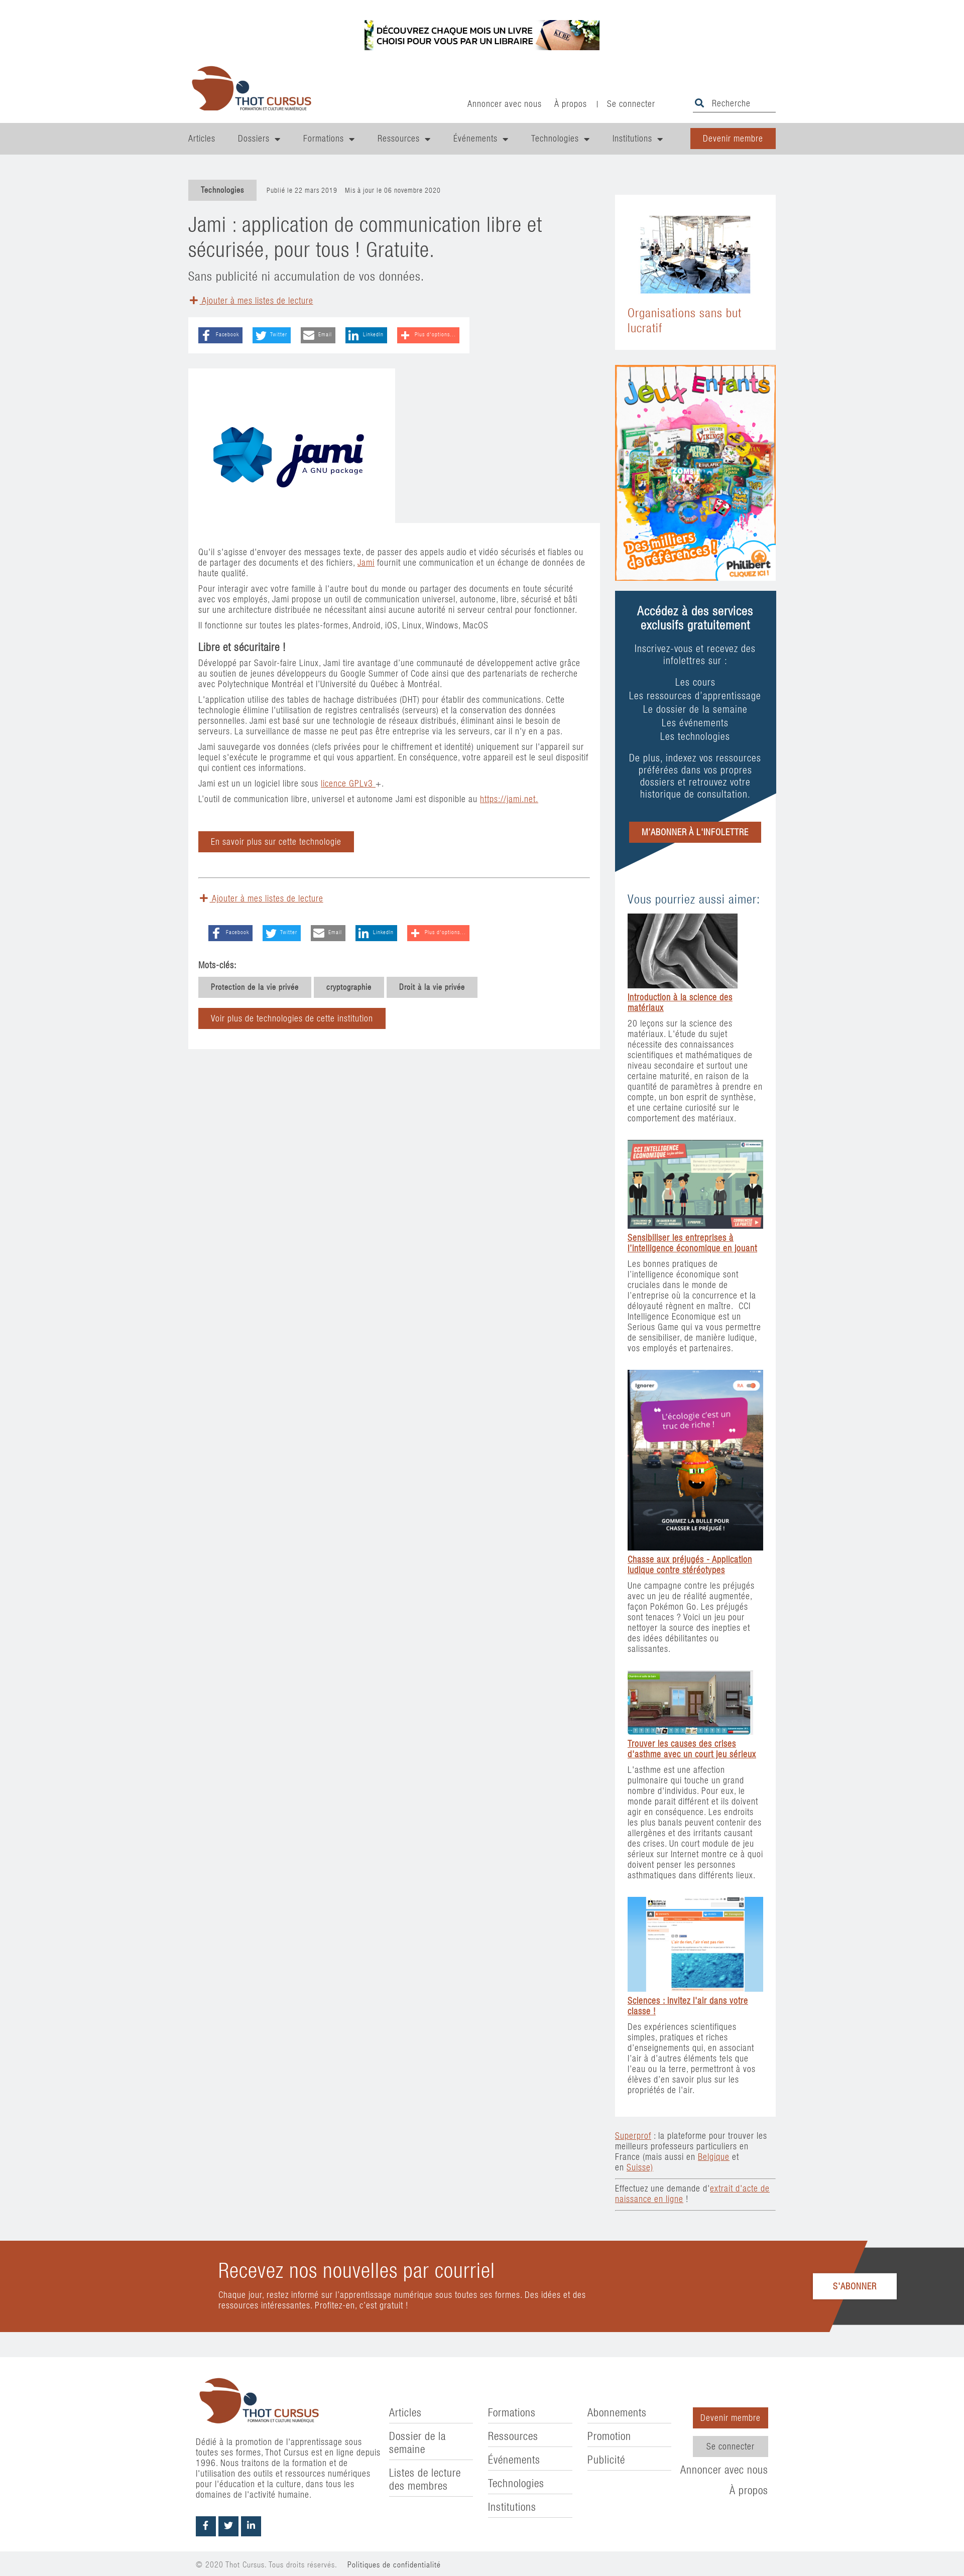 DÉCOUVREZ CHAQUE MOIS UN LIVRE
CHOISI POUR VOUS PAR UN LIBRAIRE
KUBE
THOT CURSUS
FORMATION ET CULTURE NUMÉRIQUE
Annoncer avec nous
À propos
|
Se connecter
Recherche
Articles
Dossiers
Formations
Ressources
Événements
Technologies
Institutions
Devenir membre
Technologies
Publié le 22 mars 2019
Mis à jour le 06 novembre 2020
Jami : application de communication libre et
sécurisée, pour tous ! Gratuite.
Sans publicité ni accumulation de vos données.
Ajouter à mes listes de lecture
Facebook
Twitter
Email
LinkedIn
Plus d'options...
jami
A GNU package
Qu'il s'agisse d'envoyer des messages texte, de passer des appels audio et vidéo sécurisés et fiables ou
de partager des documents et des fichiers, Jami fournit une communication et un échange de données de
haute qualité.
Pour interagir avec votre famille à l'autre bout du monde ou partager des documents en toute sécurité
avec vos employés, Jami propose un outil de communication universel, autonome, libre, sécurisé et bâti
sur une architecture distribuée ne nécessitant ainsi aucune autorité ni serveur central pour fonctionner.
Il fonctionne sur toutes les plates-formes, Android, iOS, Linux, Windows, MacOS
Libre et sécuritaire !
Développé par Savoir-faire Linux, Jami tire avantage d'une communauté de développement active grâce
au soutien de jeunes développeurs du Google Summer of Code ainsi que des partenariats de recherche
avec Polytechnique Montréal et l'Université du Québec à Montréal.
L'application utilise des tables de hachage distribuées (DHT) pour établir des communications. Cette
technologie élimine l'utilisation de registres centralisés (serveurs) et la conservation des données
personnelles. Jami est basé sur une technologie de réseaux distribués, éliminant ainsi le besoin de
serveurs. La surveillance de masse ne peut pas être entreprise via les serveurs, car il n'y en a pas.
Jami sauvegarde vos données (clefs privées pour le chiffrement et identité) uniquement sur l'appareil sur
lequel s'exécute le programme et qui vous appartient. En conséquence, votre appareil est le seul dispositif
qui contient ces informations.
Jami est un un logiciel libre sous licence GPLv3 +.
L'outil de communication libre, universel et autonome Jami est disponible au https://jami.net.
En savoir plus sur cette technologie
Ajouter à mes listes de lecture
Facebook
Twitter
Email
LinkedIn
Plus d'options...
Mots-clés:
Protection de la vie privée
cryptographie
Droit à la vie privée
Voir plus de technologies de cette institution
Organisations sans but
lucratif
Jeux Enfants
VIKINGS
ZOMBIE
Des milliers
de références !
Philibert
CLIQUEZ ICI !
Accédez à des services
exclusifs gratuitement
Inscrivez-vous et recevez des
infolettres sur :
Les cours
Les ressources d'apprentissage
Le dossier de la semaine
Les événements
Les technologies
De plus, indexez vos ressources
préférées dans vos propres
dossiers et retrouvez votre
historique de consultation.
M'ABONNER À L'INFOLETTRE
Vous pourriez aussi aimer:
Introduction à la science des
matériaux
20 leçons sur la science des
matériaux. L'étude du sujet
nécessite des connaissances
scientifiques et mathématiques de
niveau secondaire et surtout une
certaine maturité, en raison de la
quantité de paramètres à prendre en
compte, un bon esprit de synthèse,
et une certaine curiosité sur le
comportement des matériaux.
CCI INTELLIGENCE
ECONOMIQUE
Sensibiliser les entreprises à
l'intelligence économique en jouant
Les bonnes pratiques de
l'intelligence économique sont
cruciales dans le monde de
l'entreprise où la concurrence et la
déloyauté règnent en maître. CCI
Intelligence Economique est un
Serious Game qui va vous permettre
de sensibiliser, de manière ludique,
vos employés et partenaires.
Ignorer
L'écologie c'est un
truc de riche !
GOMMEZ LA BULLE POUR
CHASSER LE PRÉJUGÉ !
Chasse aux préjugés - Application
ludique contre stéréotypes
Une campagne contre les préjugés
avec un jeu de réalité augmentée,
façon Pokémon Go. Les préjugés
sont tenaces ? Voici un jeu pour
nettoyer la source des inepties et
des idées débilitantes ou
salissantes.
Trouver les causes des crises
d'asthme avec un court jeu sérieux
L'asthme est une affection
pulmonaire qui touche un grand
nombre d'individus. Pour eux, le
monde parait différent et ils doivent
agir en conséquence. Les endroits
les plus banals peuvent contenir des
allergènes et des irritants causant
des crises. Un court module de jeu
sérieux sur Internet montre ce à quoi
doivent penser les personnes
asthmatiques dans différents lieux.
Sciences : invitez l'air dans votre
classe !
Des expériences scientifiques
simples, pratiques et riches
d'enseignements qui, en associant
l'air à d'autres éléments tels que
l'eau ou la terre, permettront à vos
élèves d'en savoir plus sur les
propriétés de l'air.
Superprof : la plateforme pour trouver les
meilleurs professeurs particuliers en
France (mais aussi en Belgique et
en Suisse)
Effectuez une demande d'extrait d'acte de
naissance en ligne !
Recevez nos nouvelles par courriel
Chaque jour, restez informé sur l'apprentissage numérique sous toutes ses formes. Des idées et des
ressources intéressantes. Profitez-en, c'est gratuit !
S'ABONNER
THOT CURSUS
FORMATION ET CULTURE NUMÉRIQUE
Dédié à la promotion de l'apprentissage sous
toutes ses formes, Thot Cursus est en ligne depuis
1996. Nous traitons de la formation et de
l'utilisation des outils et ressources numériques
pour l'éducation et la culture, dans tous les
domaines de l'activité humaine.
Articles
Dossier de la
semaine
Listes de lecture
des membres
Formations
Ressources
Événements
Technologies
Institutions
Abonnements
Promotion
Publicité
Devenir membre
Se connecter
Annoncer avec nous
À propos
© 2020 Thot Cursus. Tous droits réservés.
Politiques de confidentialité